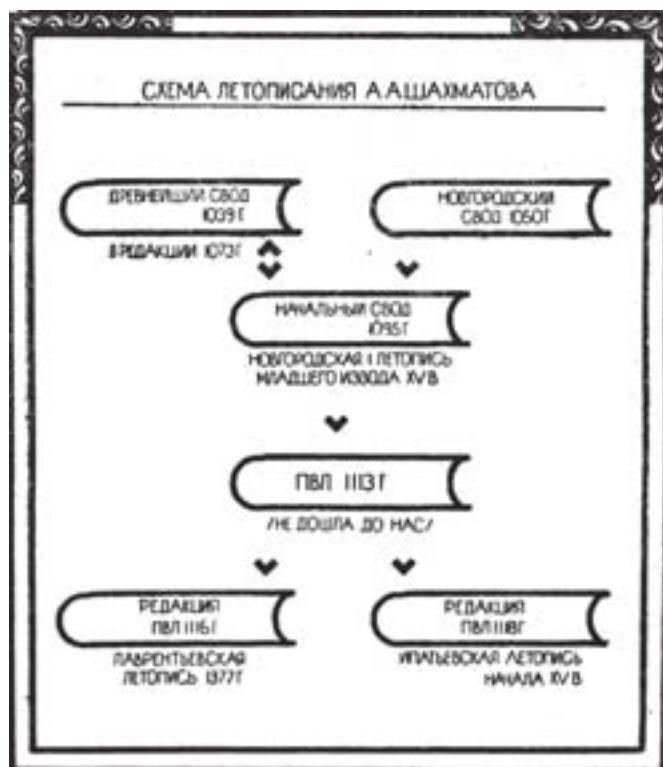 СХЕМА ЛЕТОПИСАНИЯ А.А.ШАХМАТОВА
ДРЕВНЕЙШИЙ СВОД
1039 Г
В РЕДАКЦИИ 1073 Г
НОВГОРОДСКИЙ
СВОД 1050 Г
НАЧАЛЬНЫЙ СВОД
1095 Г
НОВГОРОДСКАЯ I ЛЕТОПИСЬ
МЛАДШЕГО ИЗВОДА XV В
ПВЛ 1113 Г
/НЕ ДОШЛА ДО НАС/
РЕДАКЦИЯ
ПВЛ 1116 Г
ЛАВРЕНТЬЕВСКАЯ
ЛЕТОПИСЬ 1377 Г
РЕДАКЦИЯ
ПВЛ 1118 Г
ИПАТЬЕВСКАЯ ЛЕТОПИСЬ
НАЧАЛА XV В.